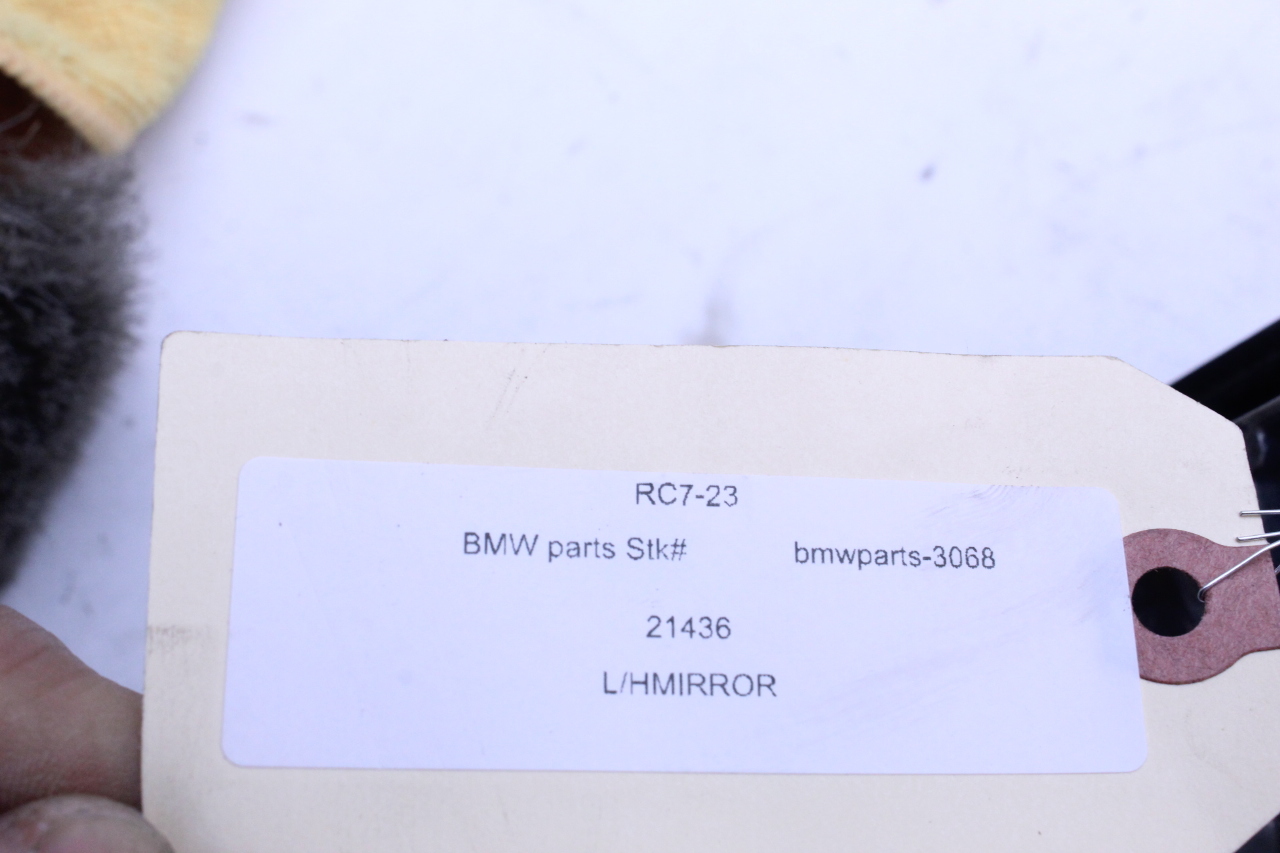 RC7-23
BMW parts Stk# bmwparts-3068
21436
L/HMIRROR